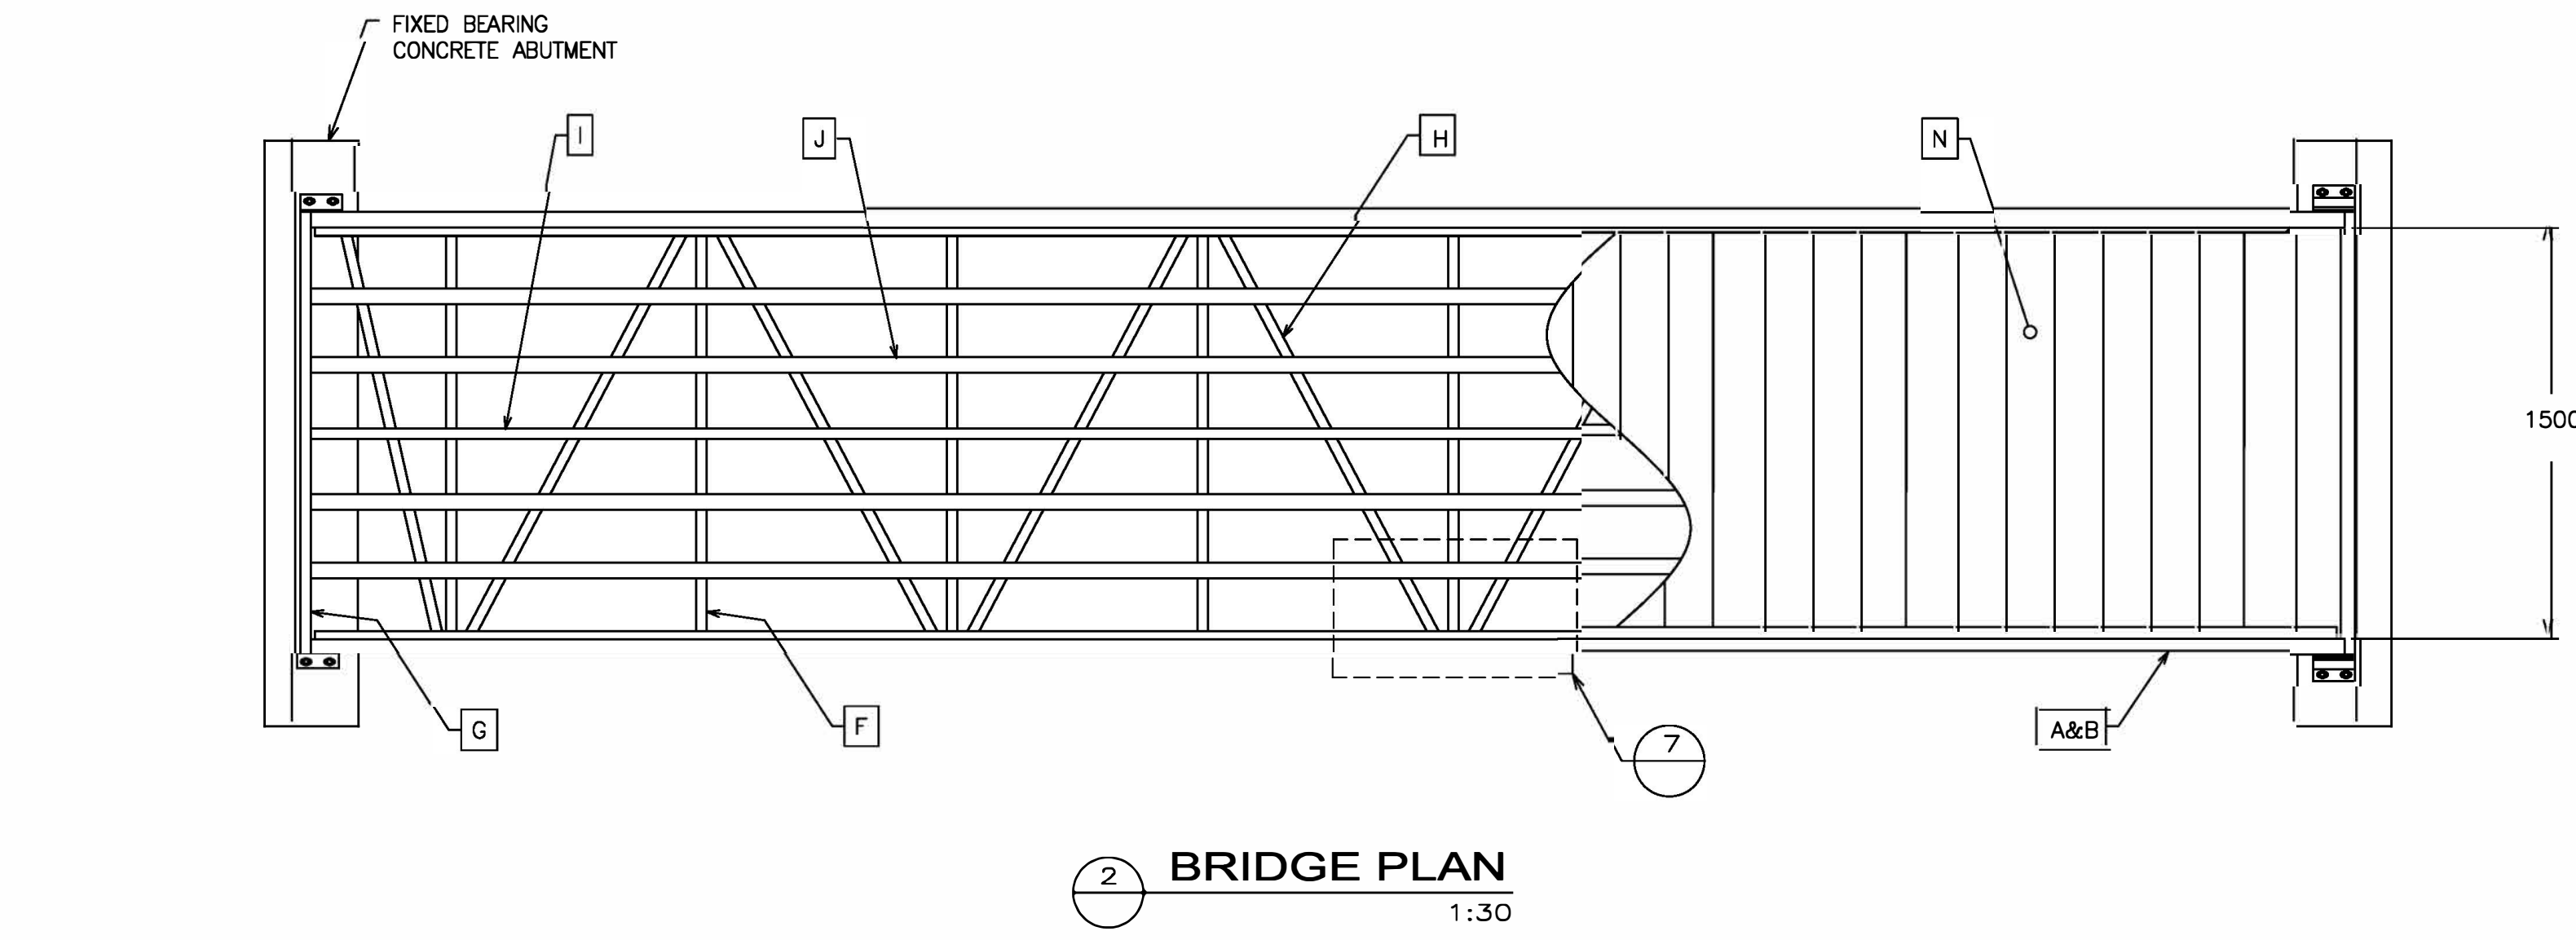 FIXED BEARING
CONCRETE ABUTMENT
I
J
H
N
1500
G
F
7
A&B
2
BRIDGE PLAN
1:30